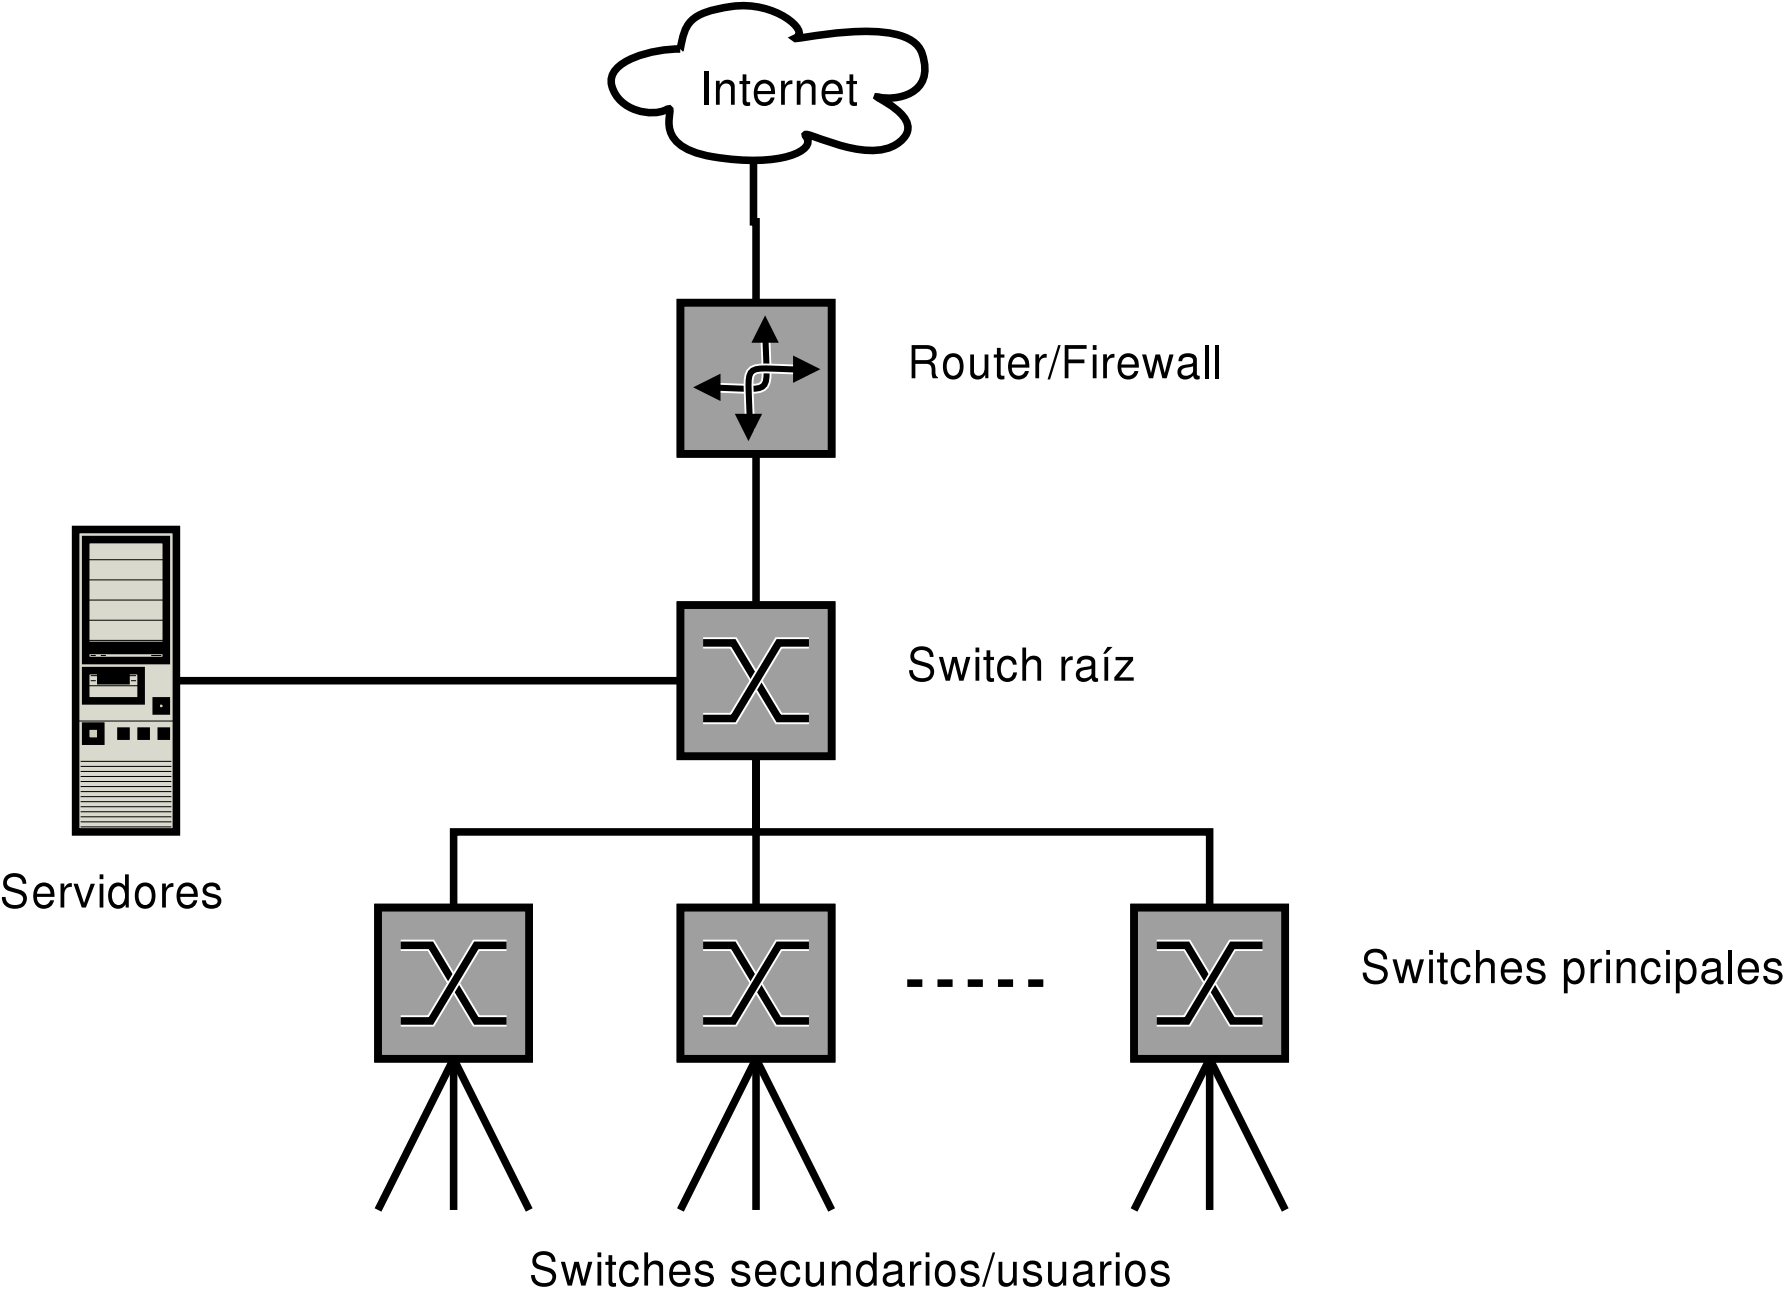 Internet
Router/Firewall
Switch raíz
Servidores
Switches principales
Switches secundarios/usuarios